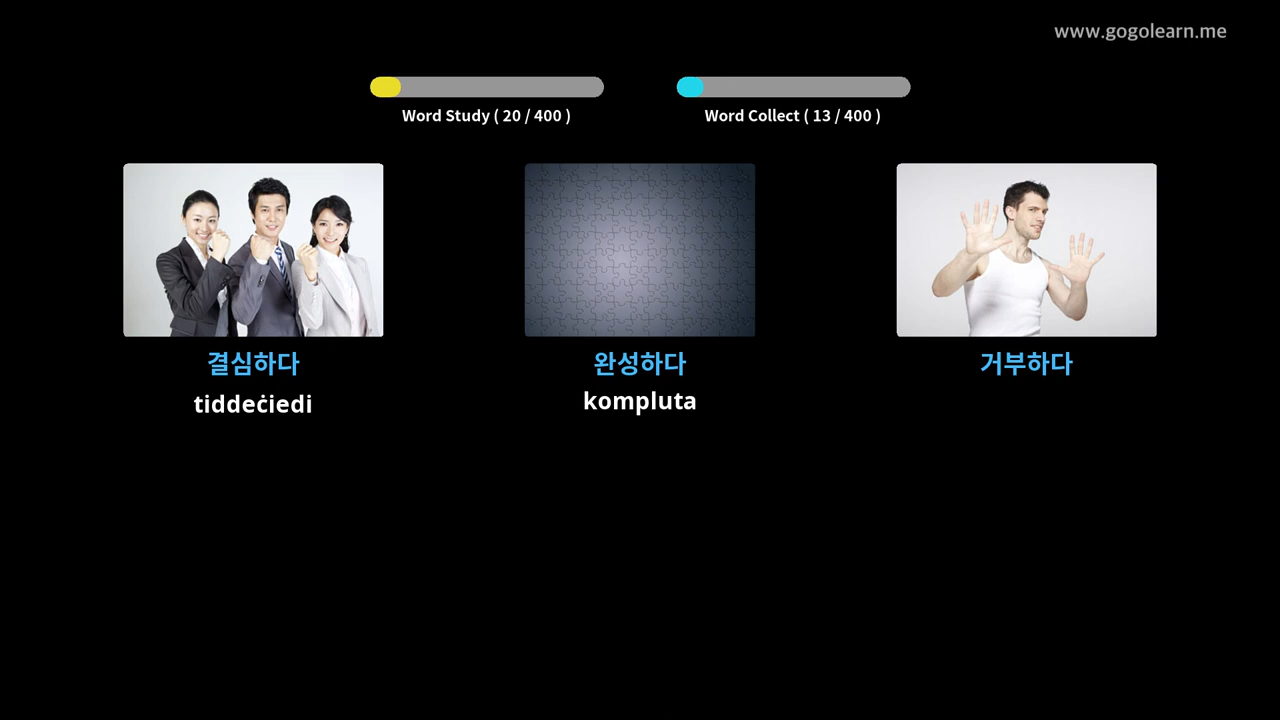 www.gogolearn.me
Word Study ( 20 / 400 )
Word Collect ( 13 / 400 )
결심하다
완성하다
거부하다
tiddeċiedi
kompluta